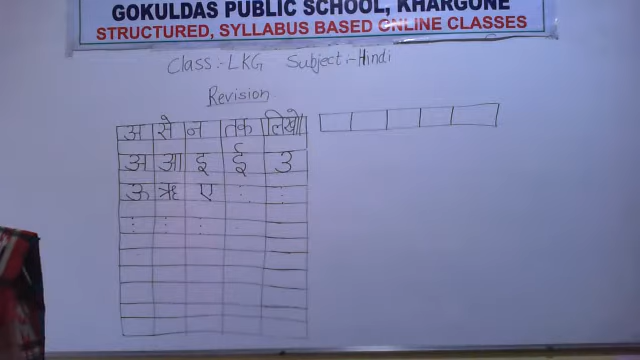 GOKULDAS PUBLIC SCHOOL, KHARGONE
STRUCTURED, SYLLABUS BASED ONLINE CLASSES
Class:- LKG Subject:- Hindi
Revision
अ से न तक लिखो
अ आ इ ई उ
ऊ ऋ ए : :
: : :